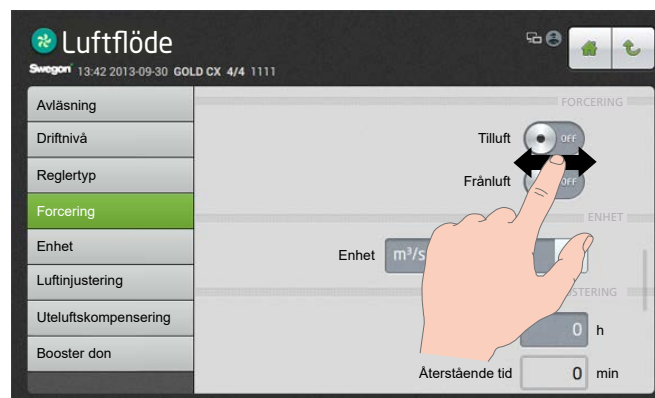 Luftflöde
Swegon 13:42 2013-09-30 GOLD CX 4/4 1111
Avläsning
Driftnivå
Reglertyp
Forcering
Enhet
Luftinjustering
Uteluftskompensering
Booster don
FORCERING
Tilluft OFF
Frånluft OFF
ENHET
Enhet m³/s
0 h
Återstående tid 0 min